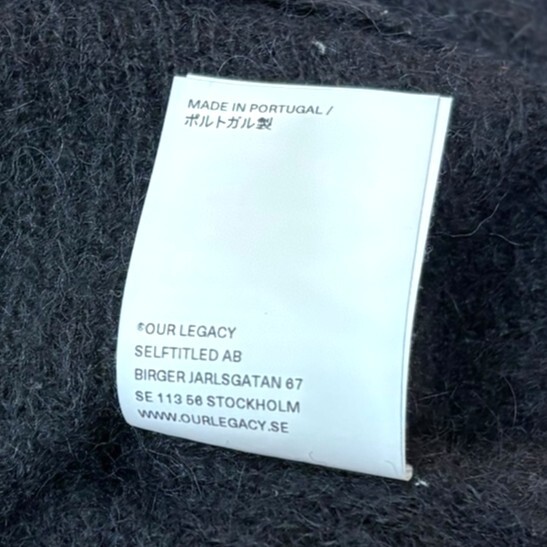 MADE IN PORTUGAL /
ポルトガル製
©OUR LEGACY
SELFTITLED AB
BIRGER JARLSGATAN 67
SE 113 56 STOCKHOLM
WWW.OURLEGACY.SE